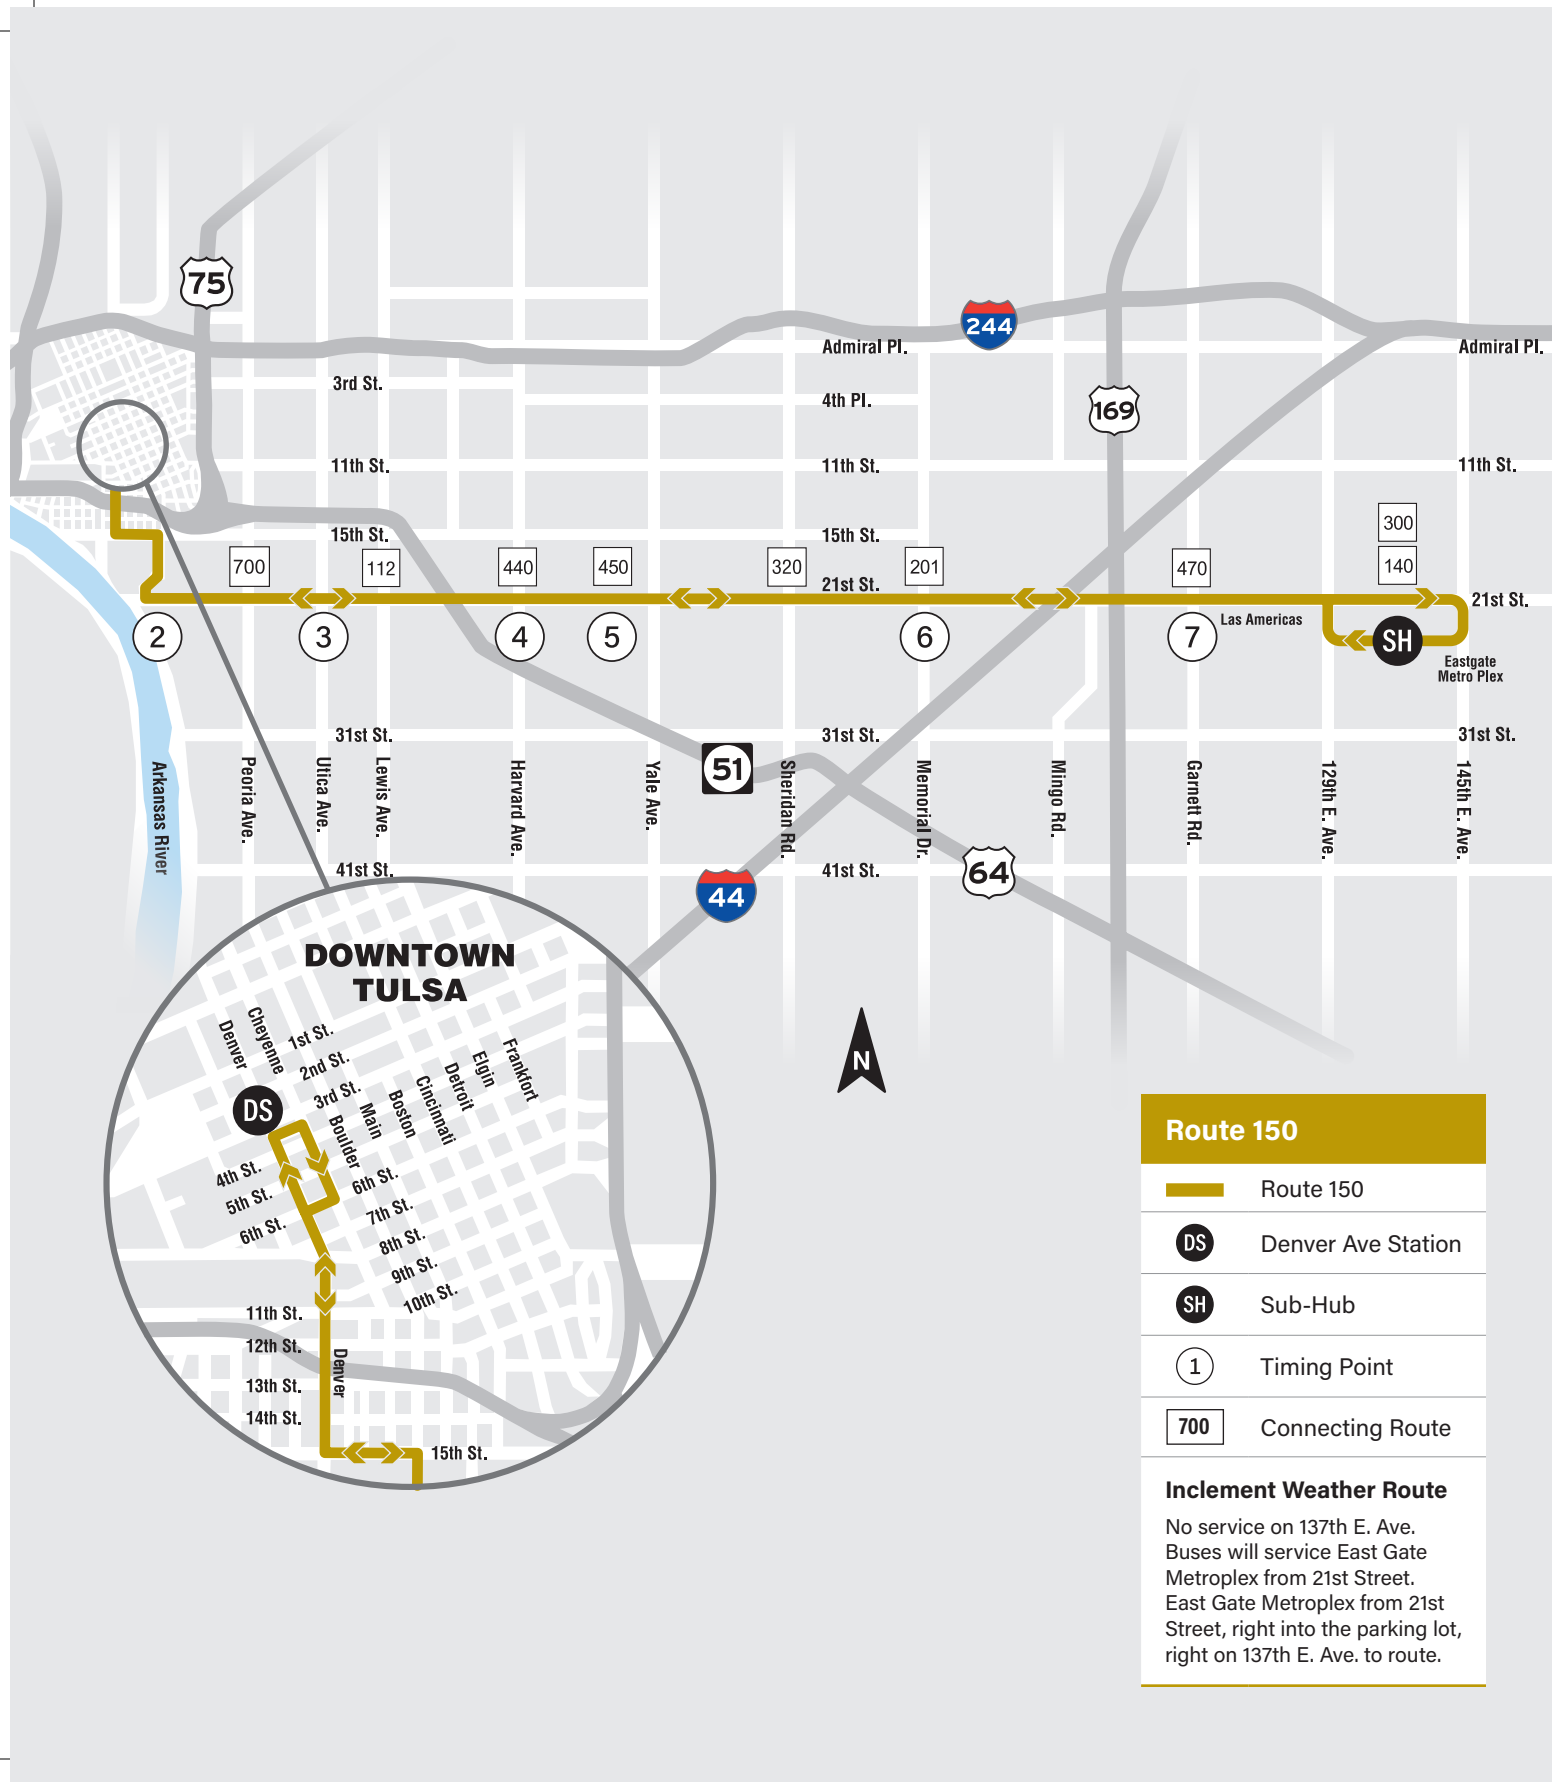 75
244
Admiral Pl.
Admiral Pl.
3rd St.
4th Pl.
169
11th St.
11th St.
11th St.
15th St.
15th St.
300
700
112
440
450
320
201
470
140
21st St.
21st St.
2
3
4
5
6
7
Las Americas
SH
Eastgate
Metro Plex
31st St.
31st St.
31st St.
51
Arkansas River
Peoria Ave.
Utica Ave.
Lewis Ave.
Harvard Ave.
Yale Ave.
Sheridan Rd.
Memorial Dr.
Mingo Rd.
Garnett Rd.
129th E. Ave.
145th E. Ave.
41st St.
41st St.
44
64
DOWNTOWN
TULSA
Denver
Cheyenne
1st St.
2nd St.
3rd St.
Boulder
Main
Boston
Cincinnati
Detroit
Elgin
Frankfort
DS
4th St.
5th St.
6th St.
6th St.
7th St.
8th St.
9th St.
10th St.
11th St.
12th St.
13th St.
14th St.
Denver
15th St.
N
Route 150
Route 150
DS Denver Ave Station
SH Sub-Hub
1 Timing Point
700 Connecting Route
Inclement Weather Route
No service on 137th E. Ave.
Buses will service East Gate
Metroplex from 21st Street.
East Gate Metroplex from 21st
Street, right into the parking lot,
right on 137th E. Ave. to route.